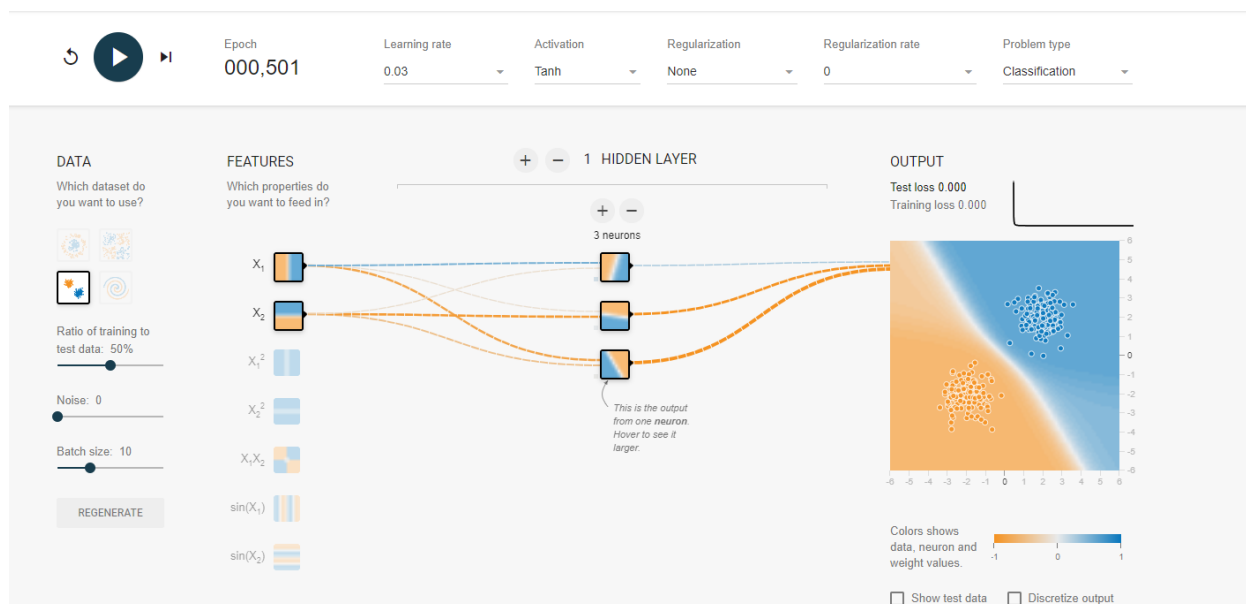 Epoch
000,501
Learning rate
0.03
Activation
Tanh
Regularization
None
Regularization rate
0
Problem type
Classification
DATA
Which dataset do
you want to use?
Ratio of training to
test data: 50%
Noise: 0
Batch size: 10
REGENERATE
FEATURES
Which properties do
you want to feed in?
X₁
X₂
X₁²
X₂²
X₁X₂
sin(X₁)
sin(X₂)
+ − 1 HIDDEN LAYER
+ −
3 neurons
This is the output
from one neuron.
Hover to see it
larger.
OUTPUT
Test loss 0.000
Training loss 0.000
6
5
4
3
2
1
0
-1
-2
-3
-4
-5
-6
-6 -5 -4 -3 -2 -1 0 1 2 3 4 5 6
Colors shows
data, neuron and
weight values.
-1 0 1
Show test data
Discretize output